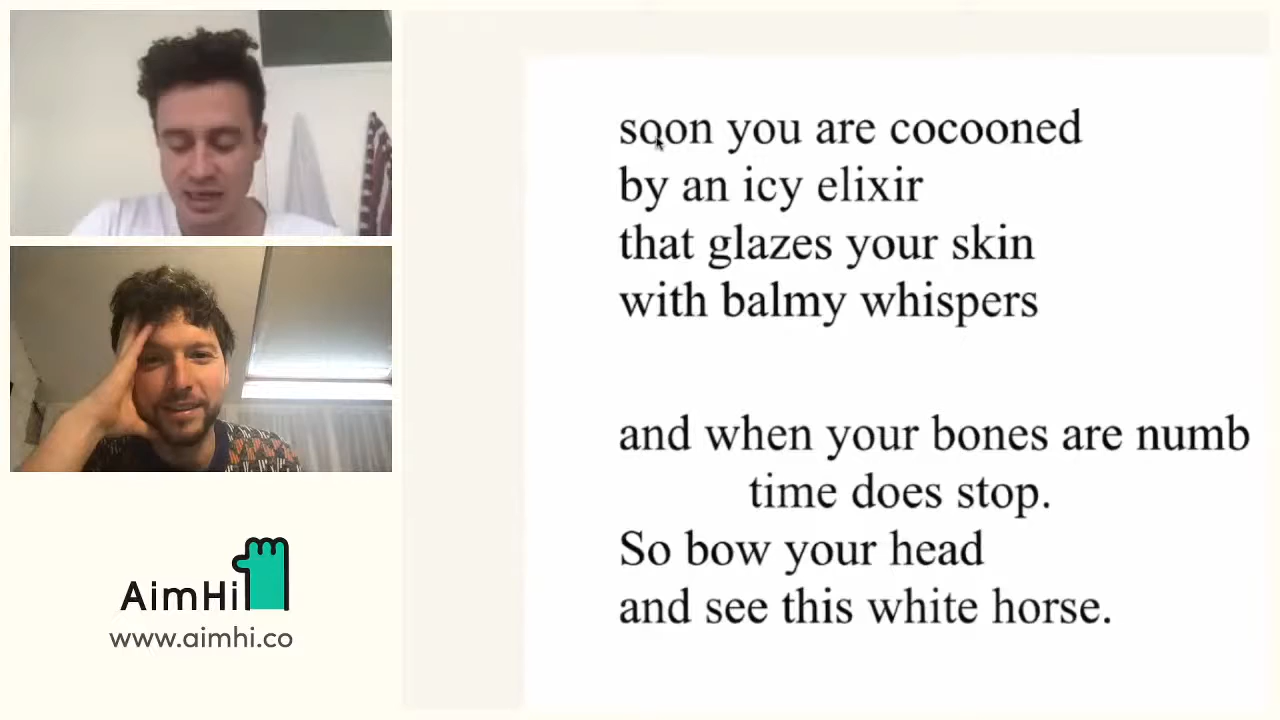 soon you are cocooned
by an icy elixir
that glazes your skin
with balmy whispers
and when your bones are numb
time does stop.
So bow your head
and see this white horse.
AimHi
www.aimhi.co